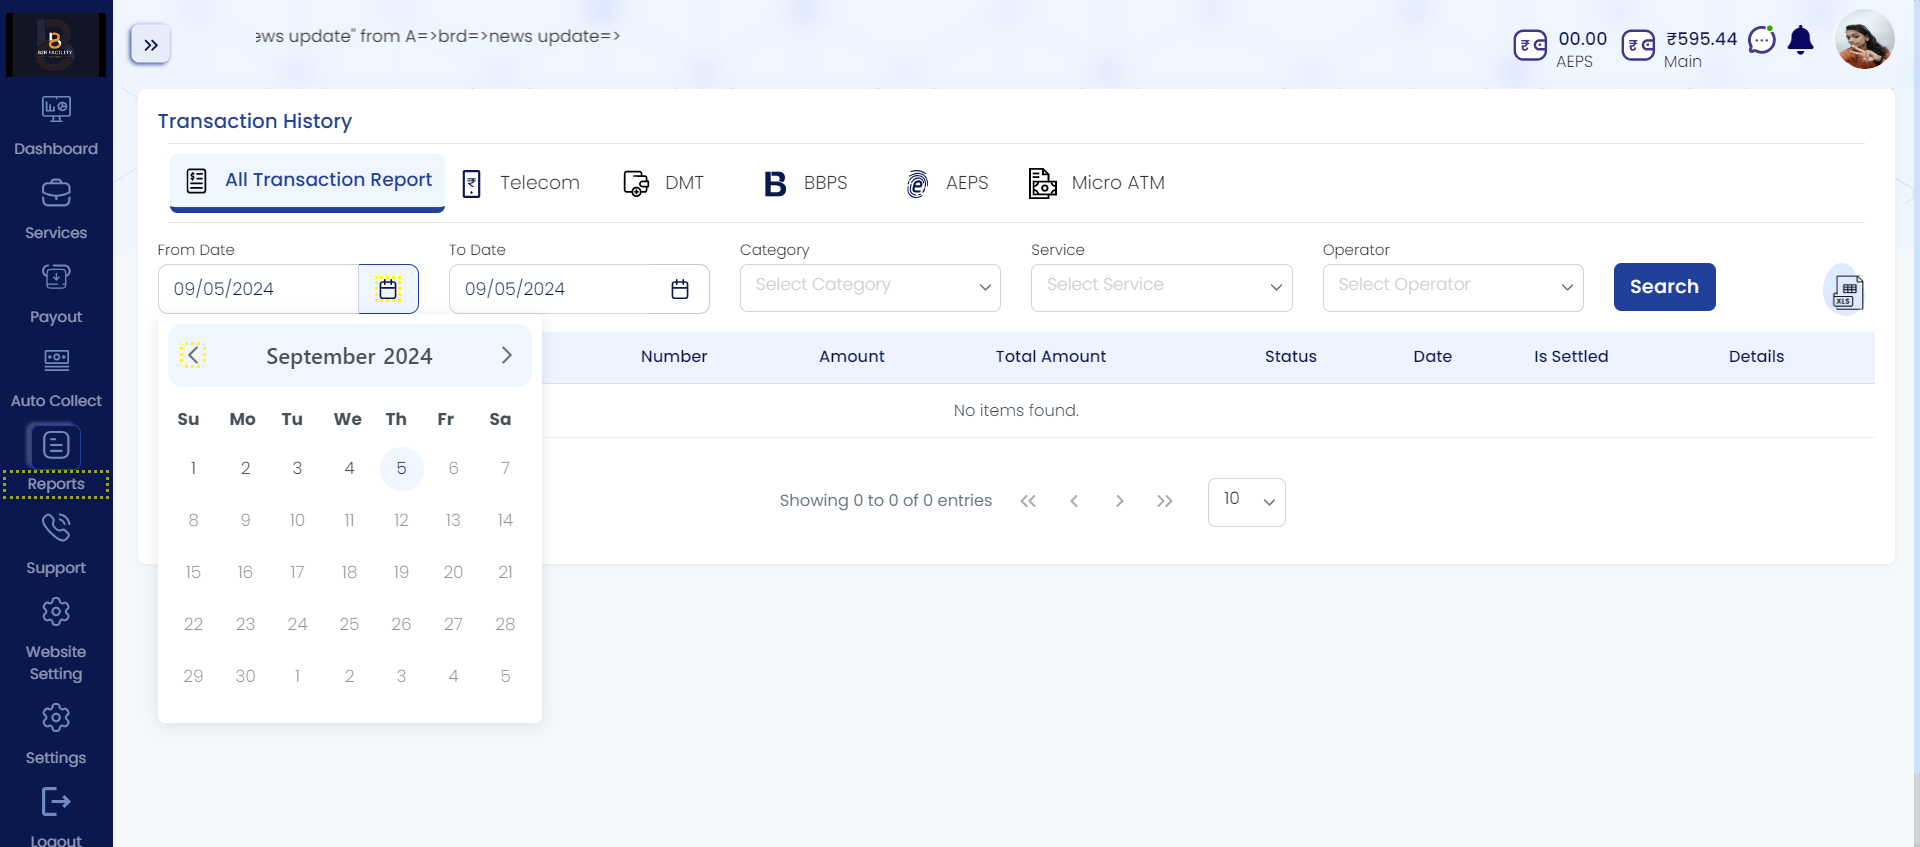 B2B FACILITY
ews update" from A=>brd=>news update=>
00.00
AEPS
₹595.44
Main
Dashboard
Services
Payout
Auto Collect
Reports
Support
Website
Setting
Settings
Logout
Transaction History
All Transaction Report
Telecom
DMT
BBPS
AEPS
Micro ATM
From Date
To Date
Category
Service
Operator
09/05/2024
09/05/2024
Select Category
Select Service
Select Operator
Search
XLS
September 2024
Number Amount Total Amount Status Date Is Settled Details
No items found.
Su Mo Tu We Th Fr Sa
1 2 3 4 5 6 7
8 9 10 11 12 13 14
15 16 17 18 19 20 21
22 23 24 25 26 27 28
29 30 1 2 3 4 5
Showing 0 to 0 of 0 entries
10